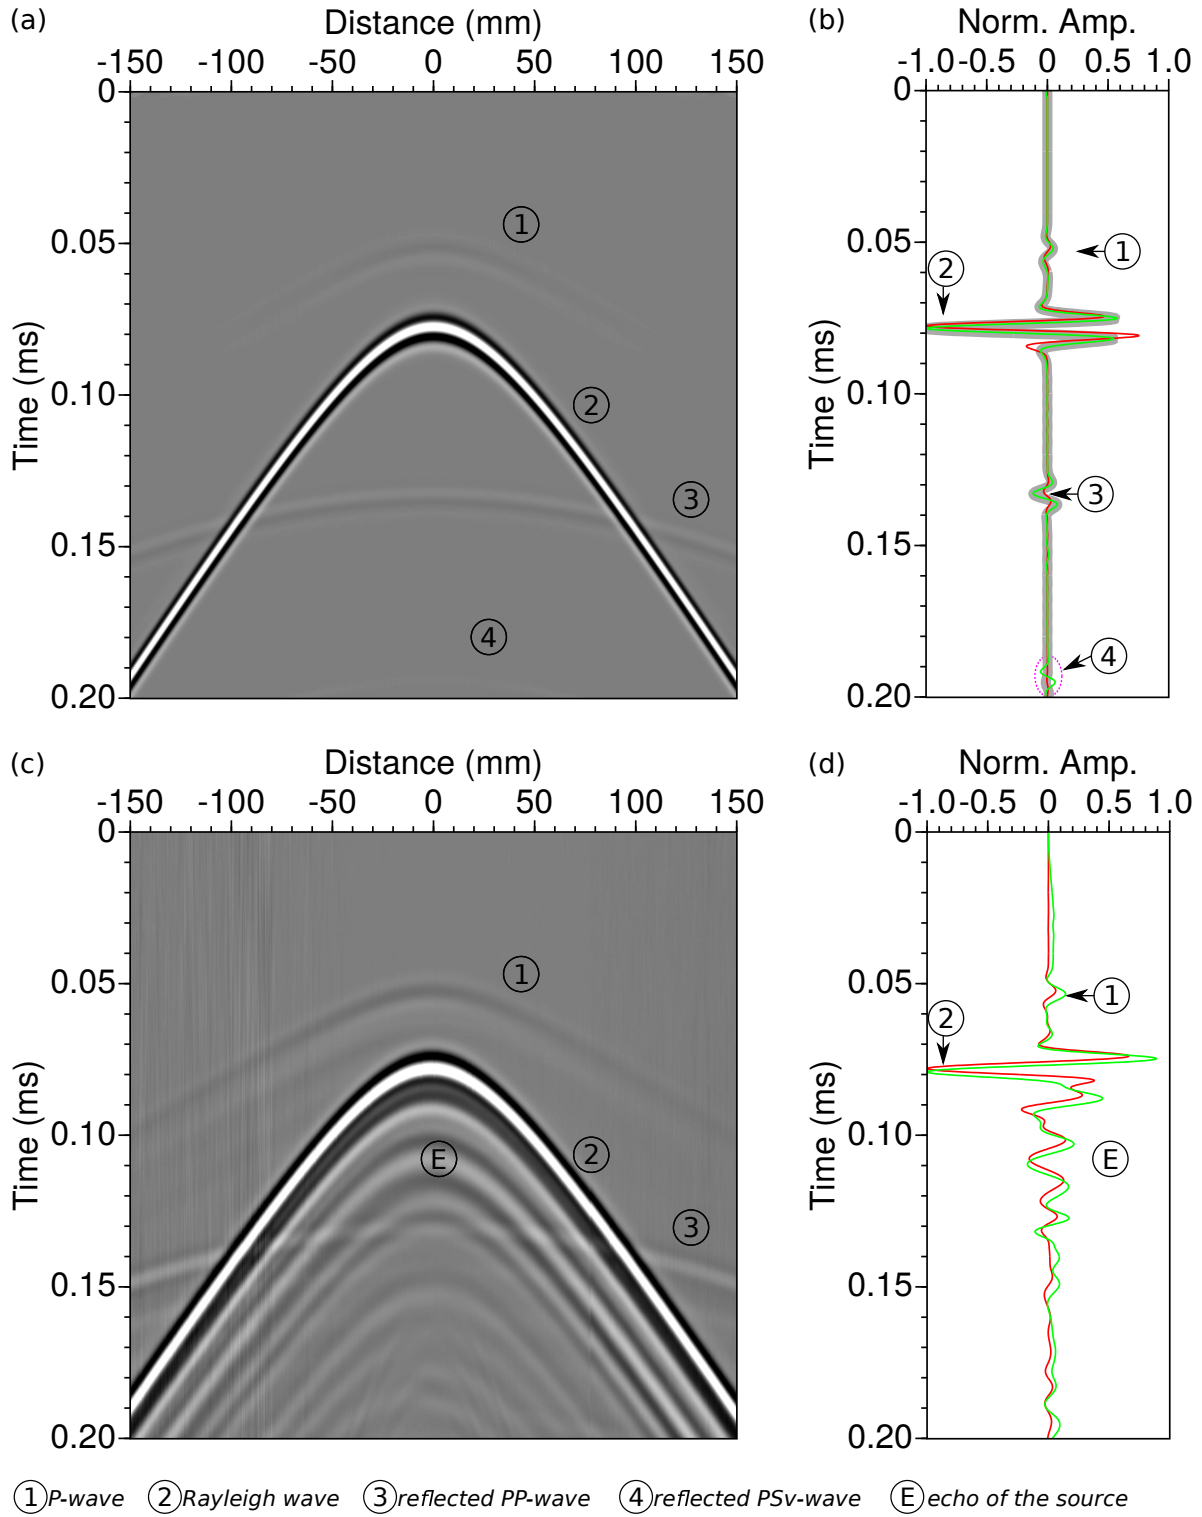 (a) Distance (mm) (b) Norm. Amp.
-150 -100 -50 0 50 100 150 -1.0 -0.5 0 0.5 1.0
0 0
1 1
0.05 0.05
2
Time (ms) Time (ms)
0.10 2 0.10
3 3
0.15 0.15
4 4
0.20 0.20
(c) Distance (mm) (d) Norm. Amp.
-150 -100 -50 0 50 100 150 -1.0 -0.5 0 0.5 1.0
0 0
1 1
0.05 0.05
2
Time (ms) Time (ms)
0.10 0.10
E 2 E
3
0.15 0.15
0.20 0.20
1 P-wave 2 Rayleigh wave 3 reflected PP-wave 4 reflected PSv-wave E echo of the source